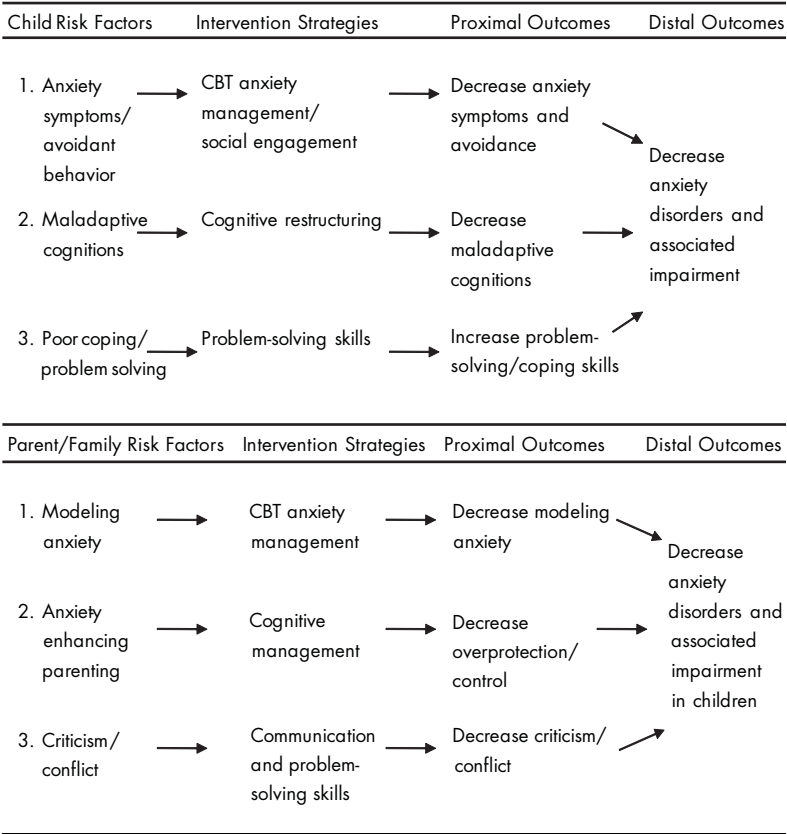 Child Risk Factors Intervention Strategies Proximal Outcomes Distal Outcomes
1. Anxiety
symptoms/
avoidant
behavior
CBT anxiety
management/
social engagement
Decrease anxiety
symptoms and
avoidance
2. Maladaptive
cognitions
Cognitive restructuring
Decrease
maladaptive
cognitions
3. Poor coping/
problem solving
Problem-solving skills
Increase problem-
solving/coping skills
Decrease
anxiety
disorders and
associated
impairment
Parent/Family Risk Factors Intervention Strategies Proximal Outcomes Distal Outcomes
1. Modeling
anxiety
CBT anxiety
management
Decrease modeling
anxiety
2. Anxiety
enhancing
parenting
Cognitive
management
Decrease
overprotection/
control
3. Criticism/
conflict
Communication
and problem-
solving skills
Decrease criticism/
conflict
Decrease
anxiety
disorders and
associated
impairment
in children